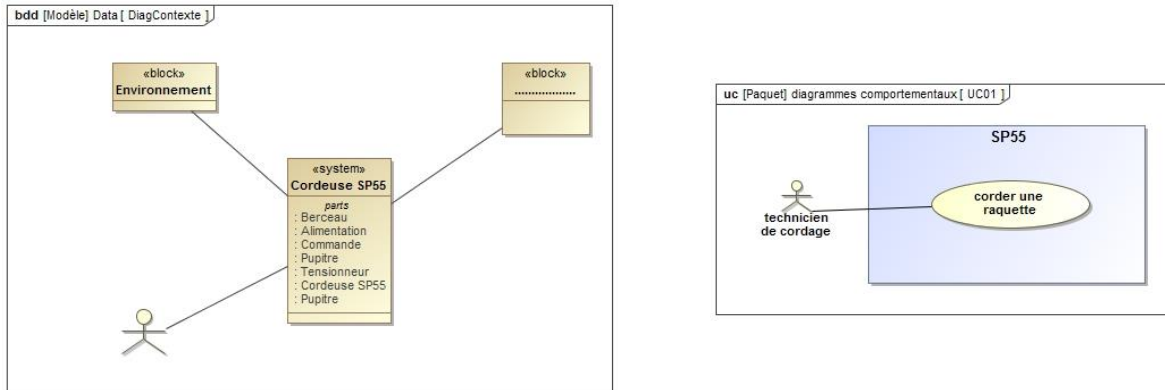 bdd [Modèle] Data [ DiagContexte ]
«block»
Environnement
«block»
..................
«system»
Cordeuse SP55
parts
: Berceau
: Alimentation
: Commande
: Pupitre
: Tensionneur
: Cordeuse SP55
: Pupitre
uc [Paquet] diagrammes comportementaux [ UC01 ]
SP55
corder une
raquette
technicien
de cordage